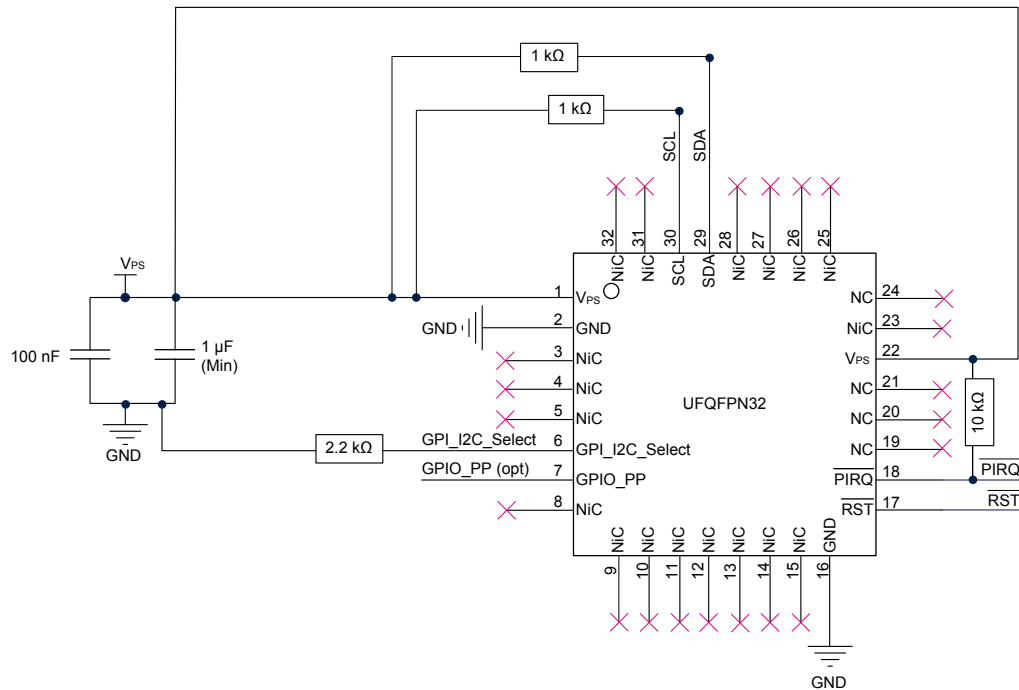 1 kΩ
1 kΩ
SCL
SDA
32
31
30
29
28
27
26
25
NiC
NiC
SCL
SDA
NiC
NiC
NiC
NiC
VPS
100 nF
1 µF
(Min)
GND
1 VPS
GND 2 GND
3 NiC
4 NiC
5 NiC
2.2 kΩ GPI_I2C_Select 6 GPI_I2C_Select
GPIO_PP (opt) 7 GPIO_PP
8 NiC
UFQFPN32
NC 24
NiC 23
VPS 22
NC 21
NC 20
NC 19
PIRQ 18 PIRQ
RST 17 RST
10 kΩ
NiC
NiC
NiC
NiC
NiC
NiC
NiC
GND
9
10
11
12
13
14
15
16
GND